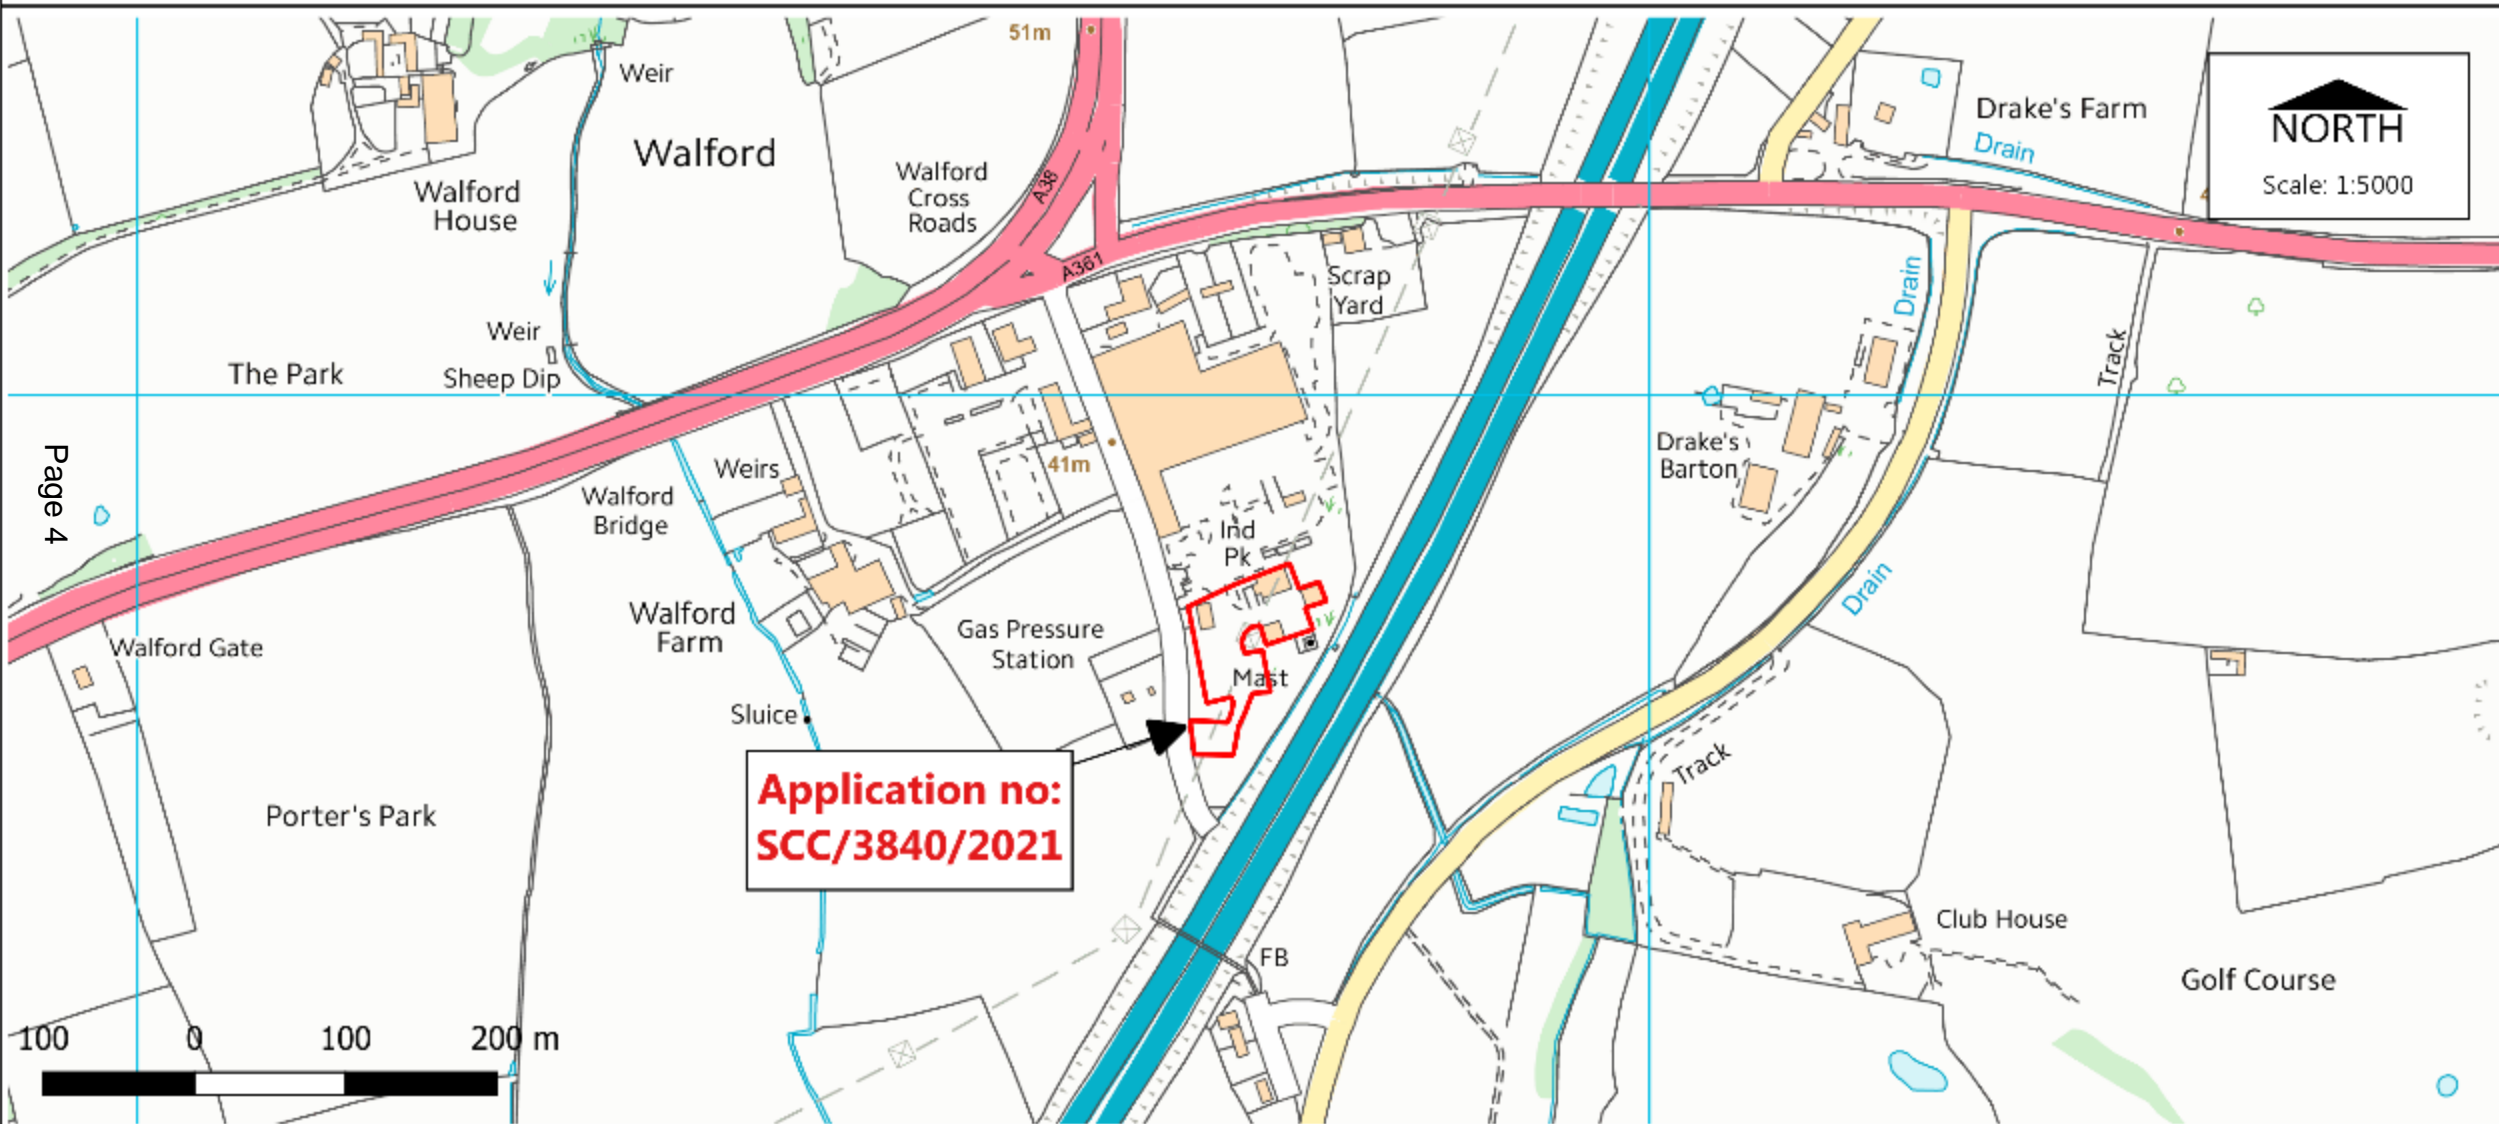 51m
Weir
Walford
Walford
House
Walford
Cross
Roads
A38
A361
Drake's Farm
Drain
NORTH
Scale: 1:5000
Scrap
Yard
Drain
Track
Weir
The Park
Sheep Dip
41m
Weirs
Walford
Bridge
Drake's
Barton
Page 4
Ind
Pk
Drain
Walford
Farm
Gas Pressure
Station
Walford Gate
Mast
Sluice
Track
Application no:
SCC/3840/2021
Porter's Park
FB
Club House
Golf Course
100 0 100 200 m